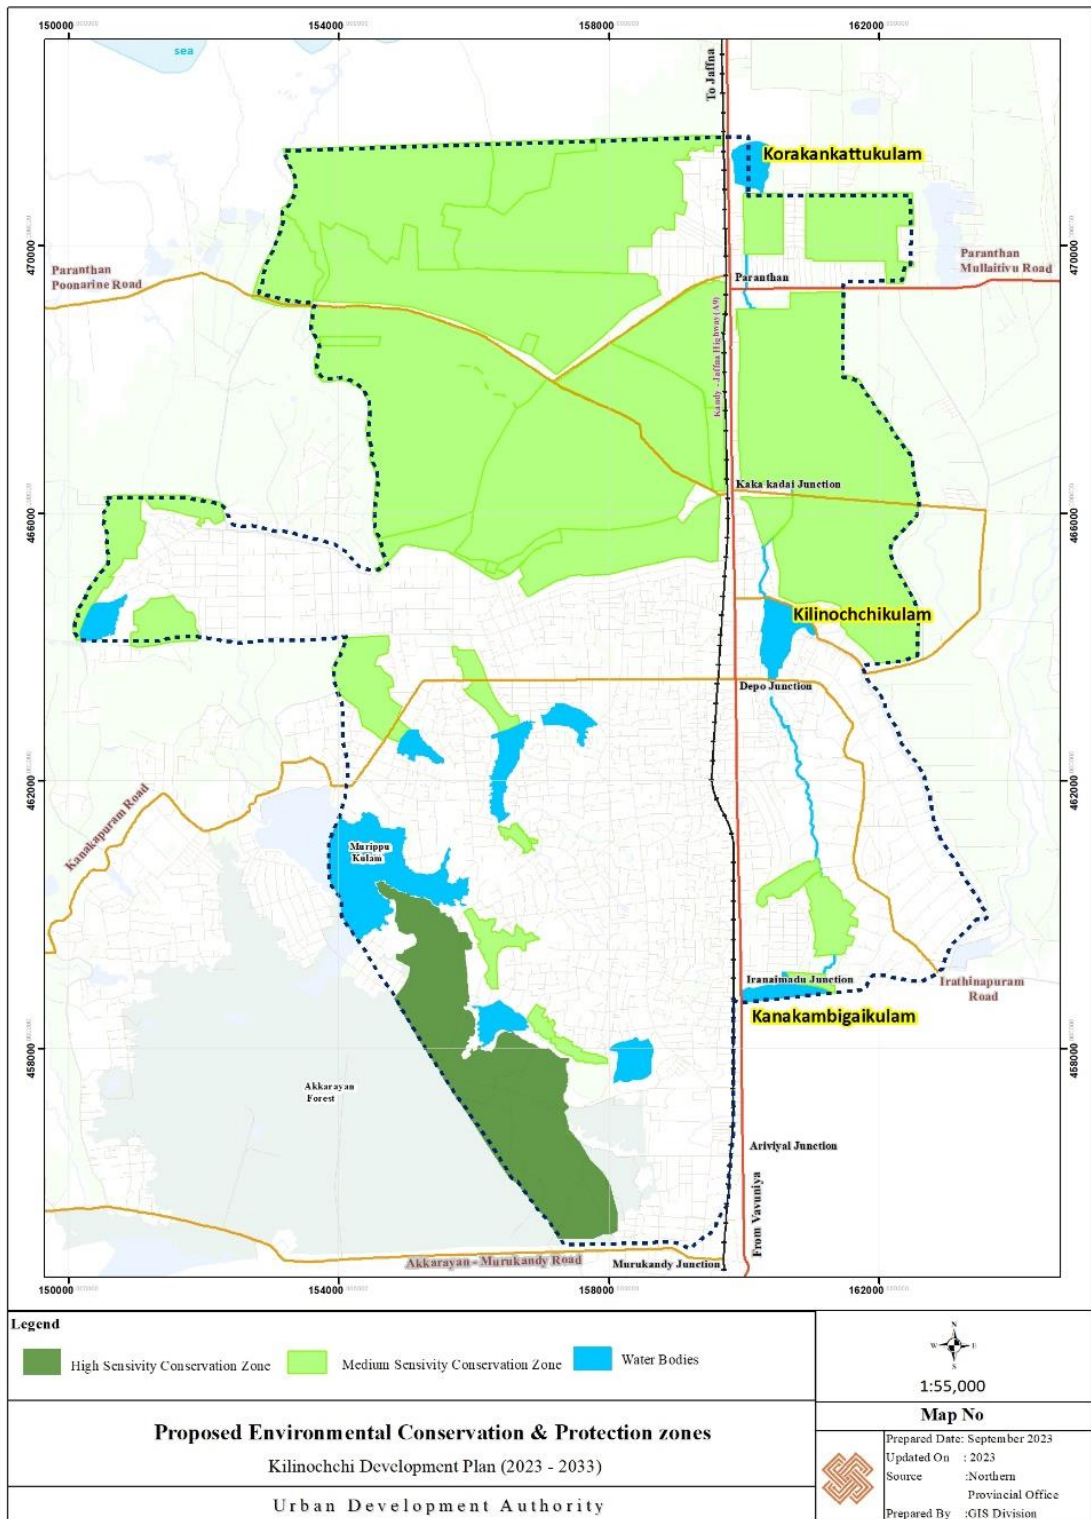 150000
154000
158000
162000
sea
To Jaffna
Korakankattukulam
470000
470000
Paranthan
Poonarine Road
Paranthan
Mullaitivu Road
Paranthan
Kandy - Jaffna Highway(A9)
Kaka kadai Junction
466000
466000
Kilinochchikulam
Depo Junction
462000
462000
Kanakapuram Road
Murippu
Kulam
Iranaimadu Junction
Irathinapuram
Road
Kanakambigaikulam
458000
458000
Akkarayan
Forest
Ariviyal Junction
From Vavuniya
Akkarayan - Murukandy Road
Murukandy Junction
150000
154000
158000
162000
Legend
High Sensivity Conservation Zone
Medium Sensivity Conservation Zone
Water Bodies
N
W
E
S
1:55,000
Proposed Environmental Conservation & Protection zones
Kilinochchi Development Plan (2023 - 2033)
Urban Development Authority
Map No
Prepared Date: September 2023
Updated On : 2023
Source :Northern
Provincial Office
Prepared By :GIS Division